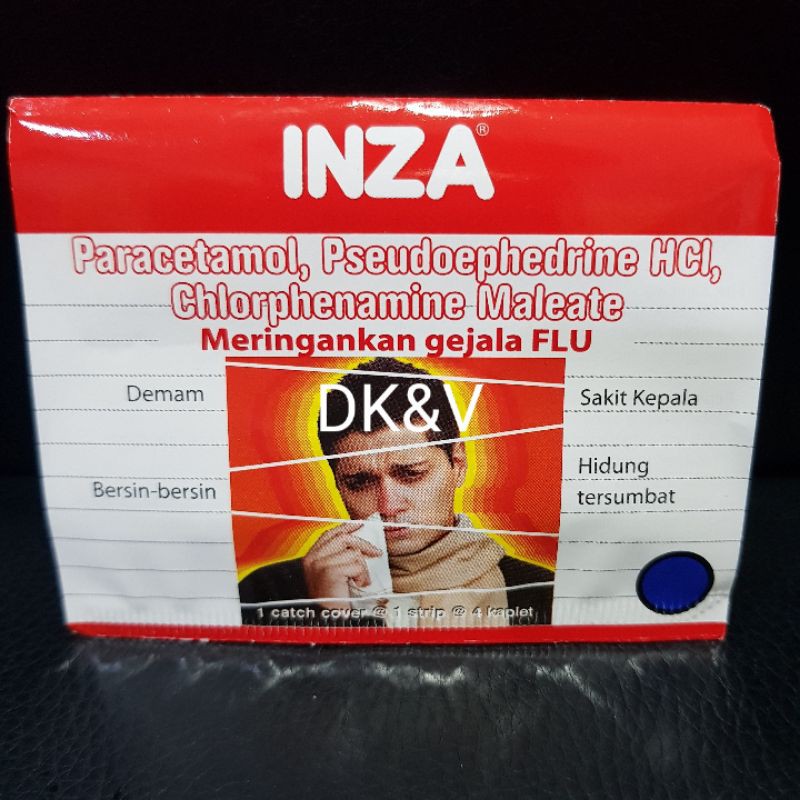 INZA®
Paracetamol, Pseudoephedrine HCl,
Chlorphenamine Maleate
Meringankan gejala FLU
Demam
DK&V
Sakit Kepala
Bersin-bersin
Hidung
tersumbat
1 catch cover @ 1 strip @ 4 kaplet